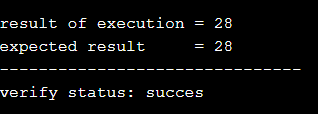 result of execution = 28
expected result     = 28
-------------------------------
verify status: succes